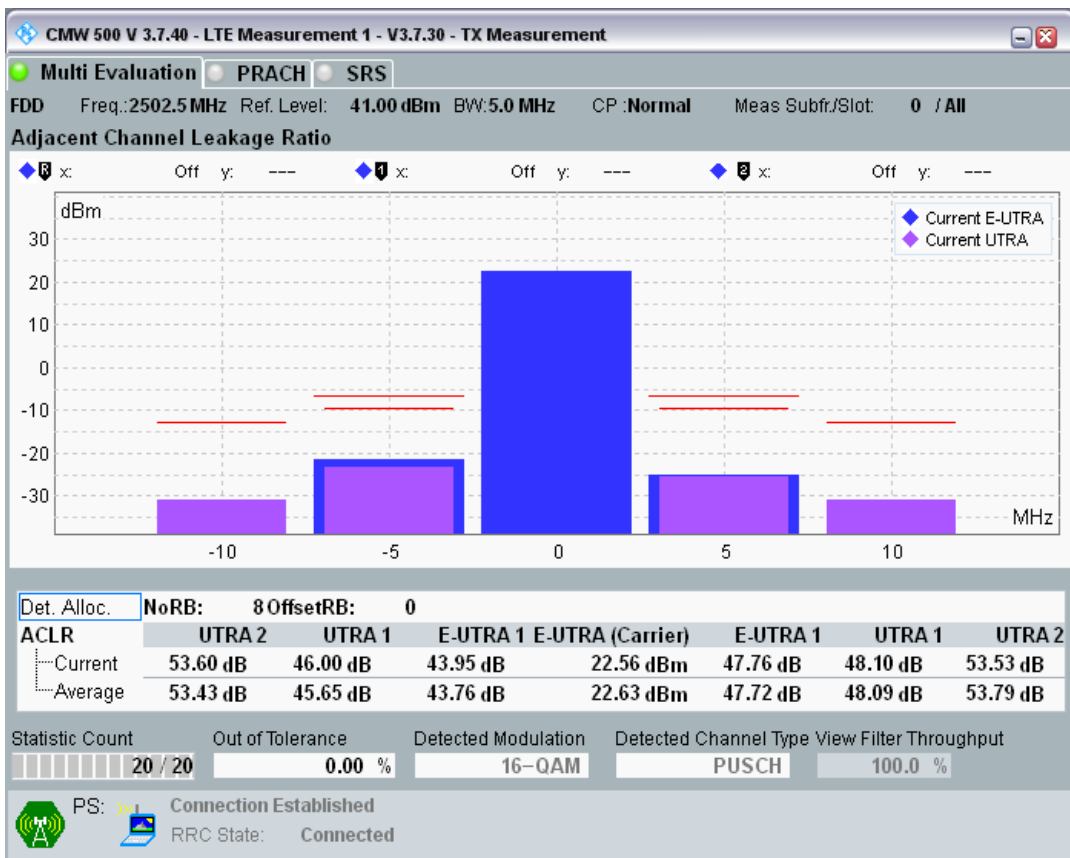 CMW 500 V 3.7.40 - LTE Measurement 1 - V3.7.30 - TX Measurement
Multi Evaluation PRACH SRS
FDD Freq.:2502.5 MHz Ref. Level: 41.00 dBm BW:5.0 MHz CP :Normal Meas Subfr./Slot: 0 / All
Adjacent Channel Leakage Ratio
R x: Off y: --- 1 x: Off y: --- 2 x: Off y: ---
dBm
Current E-UTRA
Current UTRA
30
20
10
0
-10
-20
-30
MHz
-10 -5 0 5 10
Det. Alloc. NoRB: 8 OffsetRB: 0
ACLR UTRA 2 UTRA 1 E-UTRA 1 E-UTRA (Carrier) E-UTRA 1 UTRA 1 UTRA 2
Current 53.60 dB 46.00 dB 43.95 dB 22.56 dBm 47.76 dB 48.10 dB 53.53 dB
Average 53.43 dB 45.65 dB 43.76 dB 22.63 dBm 47.72 dB 48.09 dB 53.79 dB
Statistic Count Out of Tolerance Detected Modulation Detected Channel Type View Filter Throughput
20 / 20 0.00 % 16-QAM PUSCH 100.0 %
PS: Connection Established
RRC State: Connected